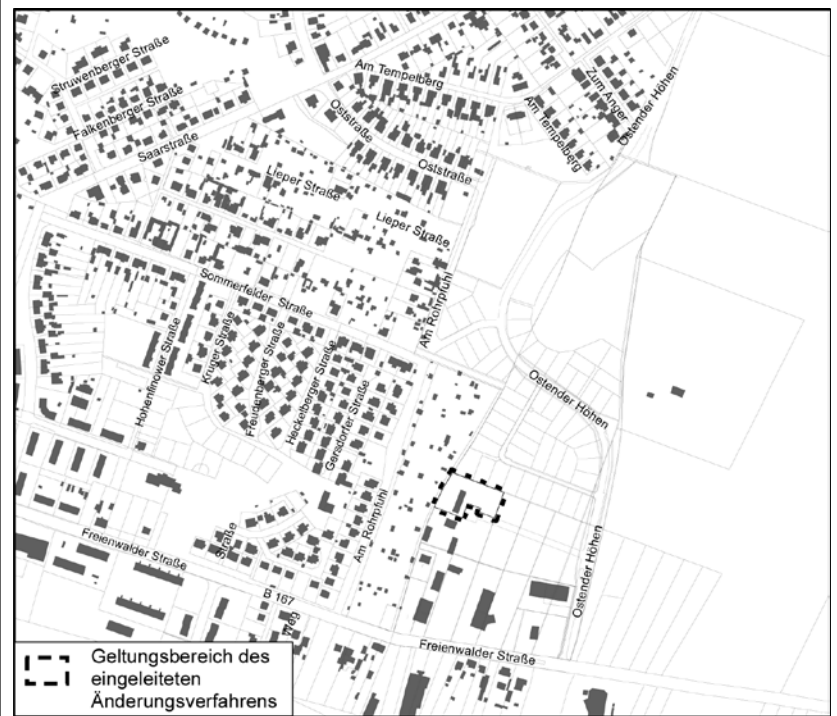 Struwenberger Straße
Falkenberger Straße
Saarstraße
Am Tempelberg
Zum Anger
Am Tempelberg
Ostender Höhen
Oststraße
Oststraße
Lieper Straße
Lieper Straße
Sommerfelder Straße
Am Rohrpfuhl
Hohenfinower Straße
Kruger Straße
Freudenberger Straße
Heckelberger Straße
Gersdorfer Straße
Ostender Höhen
Am Rohrpfuhl
Straße
Freienwalder Straße
B 167
Weg
Ostender Höhen
Freienwalder Straße
Geltungsbereich des
eingeleiteten
Änderungsverfahrens